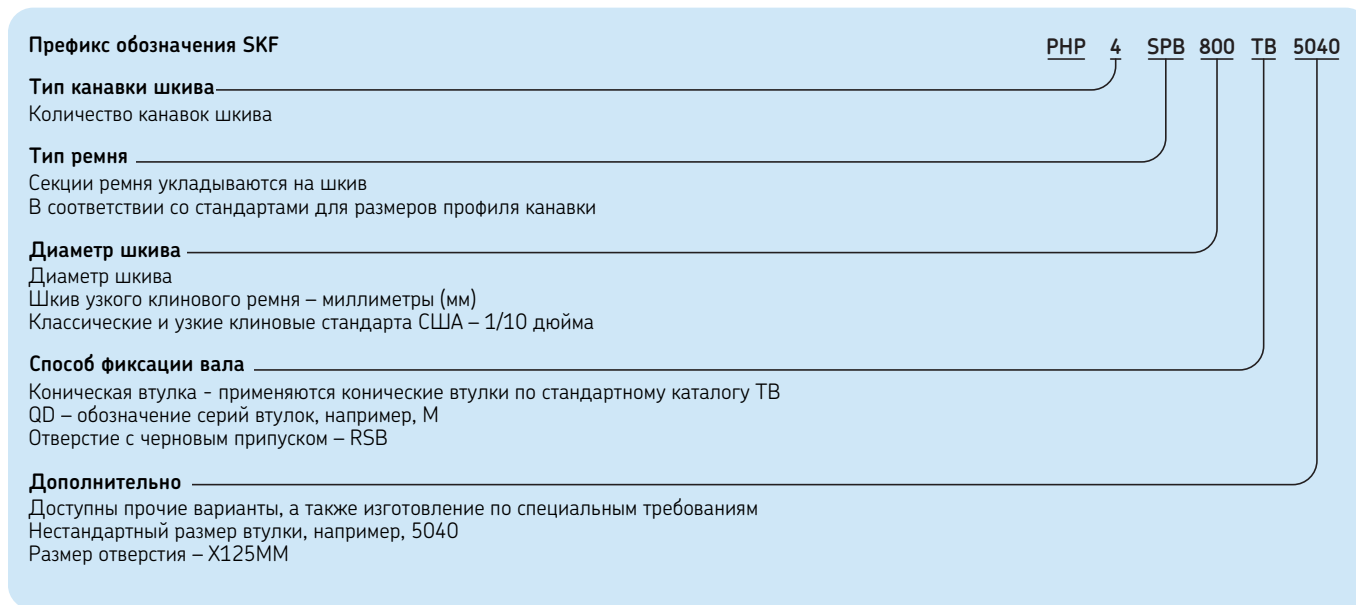 Префикс обозначения SKF PHP 4 SPB 800 TB 5040
Тип канавки шкива
Количество канавок шкива
Тип ремня
Секции ремня укладываются на шкив
В соответствии со стандартами для размеров профиля канавки
Диаметр шкива
Диаметр шкива
Шкив узкого клинового ремня – миллиметры (мм)
Классические и узкие клиновые стандарта США – 1/10 дюйма
Способ фиксации вала
Коническая втулка - применяются конические втулки по стандартному каталогу ТВ
QD – обозначение серий втулок, например, М
Отверстие с черновым припуском – RSB
Дополнительно
Доступны прочие варианты, а также изготовление по специальным требованиям
Нестандартный размер втулки, например, 5040
Размер отверстия – X125MM